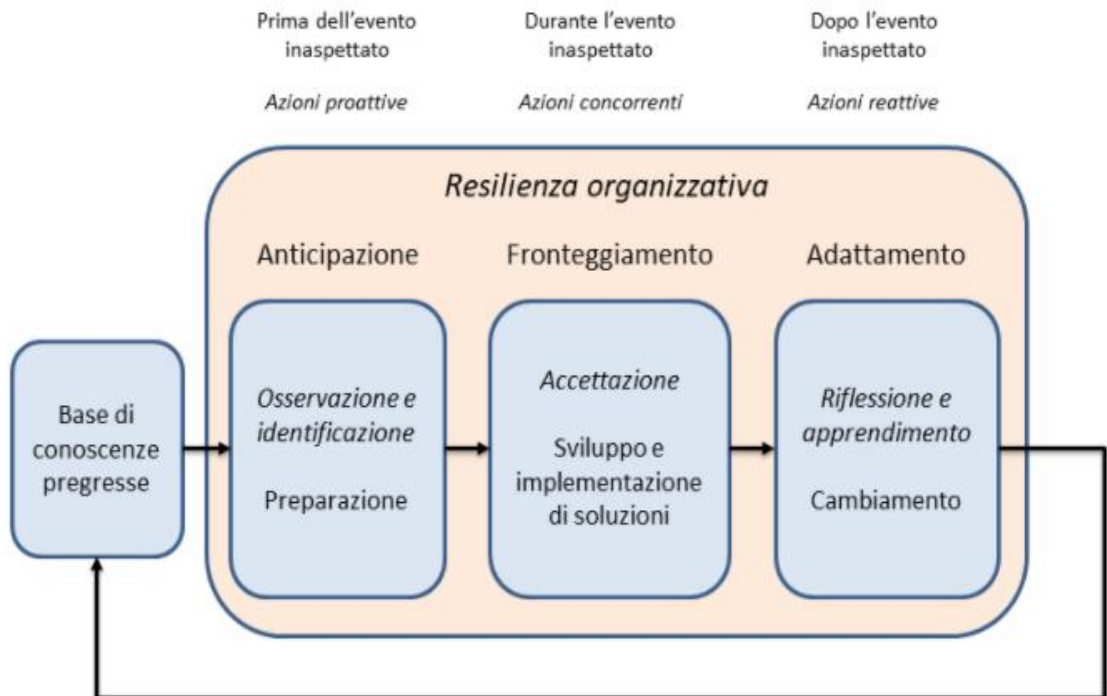 Prima dell'evento
inaspettato
Azioni proattive
Durante l'evento
inaspettato
Azioni concorrenti
Dopo l'evento
inaspettato
Azioni reattive
Resilienza organizzativa
Base di
conoscenze
pregresse
Anticipazione
Osservazione e
identificazione
Preparazione
Fronteggiamento
Accettazione
Sviluppo e
implementazione
di soluzioni
Adattamento
Riflessione e
apprendimento
Cambiamento